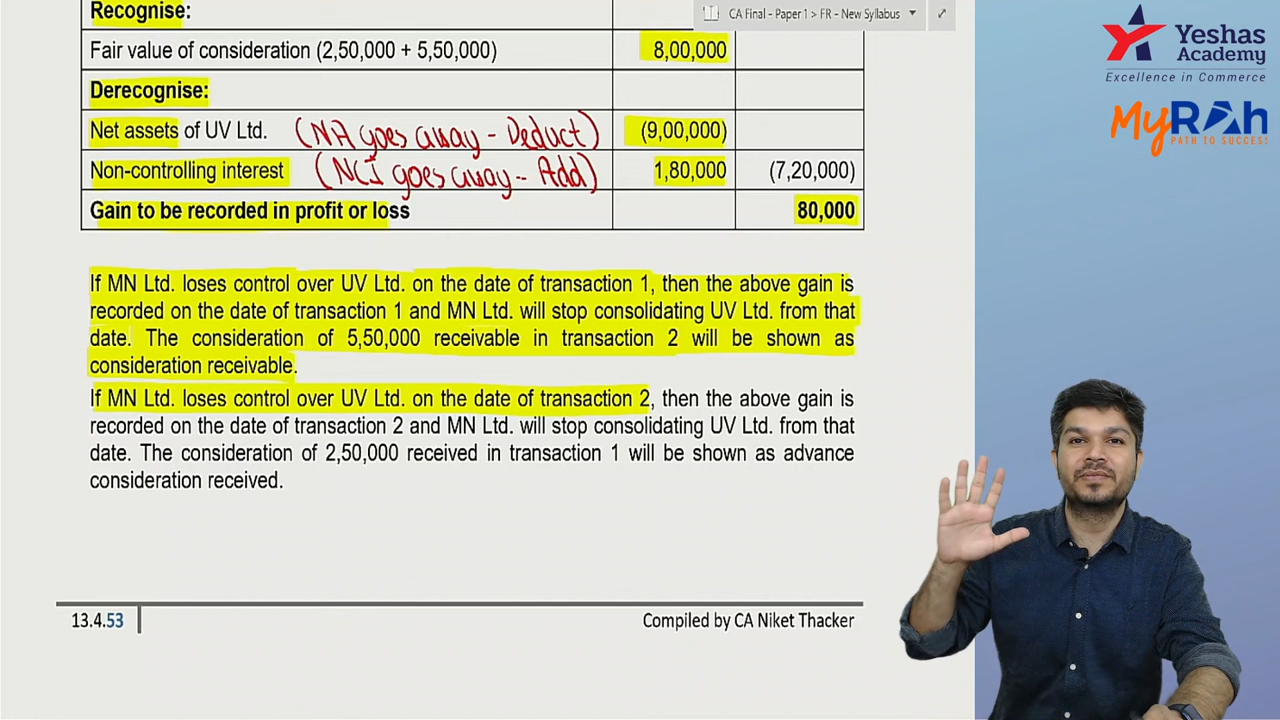 Recognise:
CA Final - Paper 1 > FR - New Syllabus
Yeshas
Academy
Excellence in Commerce
MyRAh
PATH TO SUCCESS
Fair value of consideration (2,50,000 + 5,50,000) 8,00,000
Derecognise:
Net assets of UV Ltd. (NA goes away - Deduct) (9,00,000)
Non-controlling interest (NCI goes away - Add) 1,80,000 (7,20,000)
Gain to be recorded in profit or loss 80,000
If MN Ltd. loses control over UV Ltd. on the date of transaction 1, then the above gain is
recorded on the date of transaction 1 and MN Ltd. will stop consolidating UV Ltd. from that
date. The consideration of 5,50,000 receivable in transaction 2 will be shown as
consideration receivable.
If MN Ltd. loses control over UV Ltd. on the date of transaction 2, then the above gain is
recorded on the date of transaction 2 and MN Ltd. will stop consolidating UV Ltd. from that
date. The consideration of 2,50,000 received in transaction 1 will be shown as advance
consideration received.
13.4.53
Compiled by CA Niket Thacker